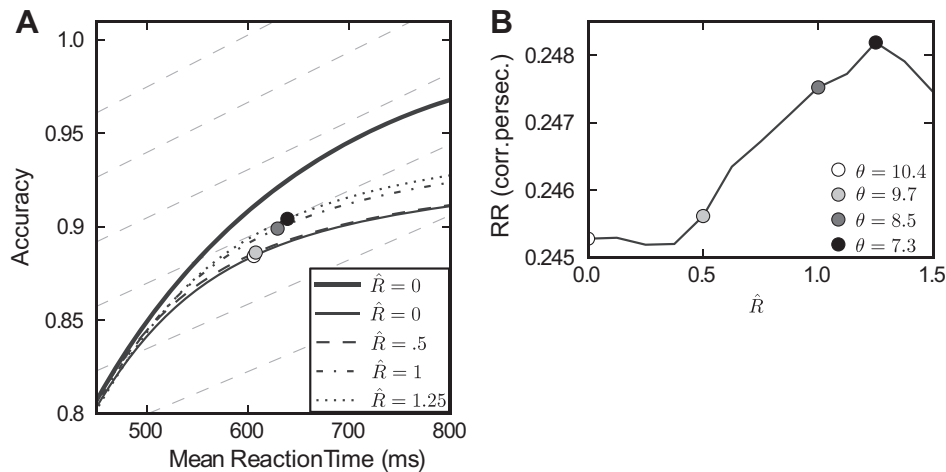 A
1.0
0.95
0.9
0.85
0.8
Accuracy
500 600 700 800
Mean ReactionTime (ms)
R̂ = 0
R̂ = 0
R̂ = .5
R̂ = 1
R̂ = 1.25
B
0.248
0.247
0.246
0.245
RR (corr.persec.)
0.0 0.5 1.0 1.5
R̂
θ = 10.4
θ = 9.7
θ = 8.5
θ = 7.3